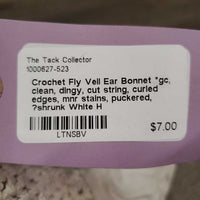 The Tack Collector
1000627-523
Crochet Fly Veil Ear Bonnet *gc,
clean, dingy, cut string, curled
edges, mnr stains, puckered,
?shrunk White H
LTNSBV
$7.00